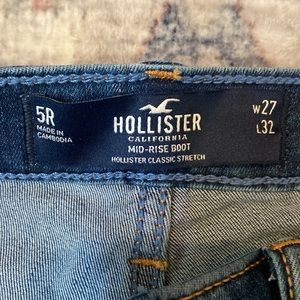 5R
MADE IN
CAMBODIA
HOLLISTER
CALIFORNIA
MID-RISE BOOT
HOLLISTER CLASSIC STRETCH
W27
L32